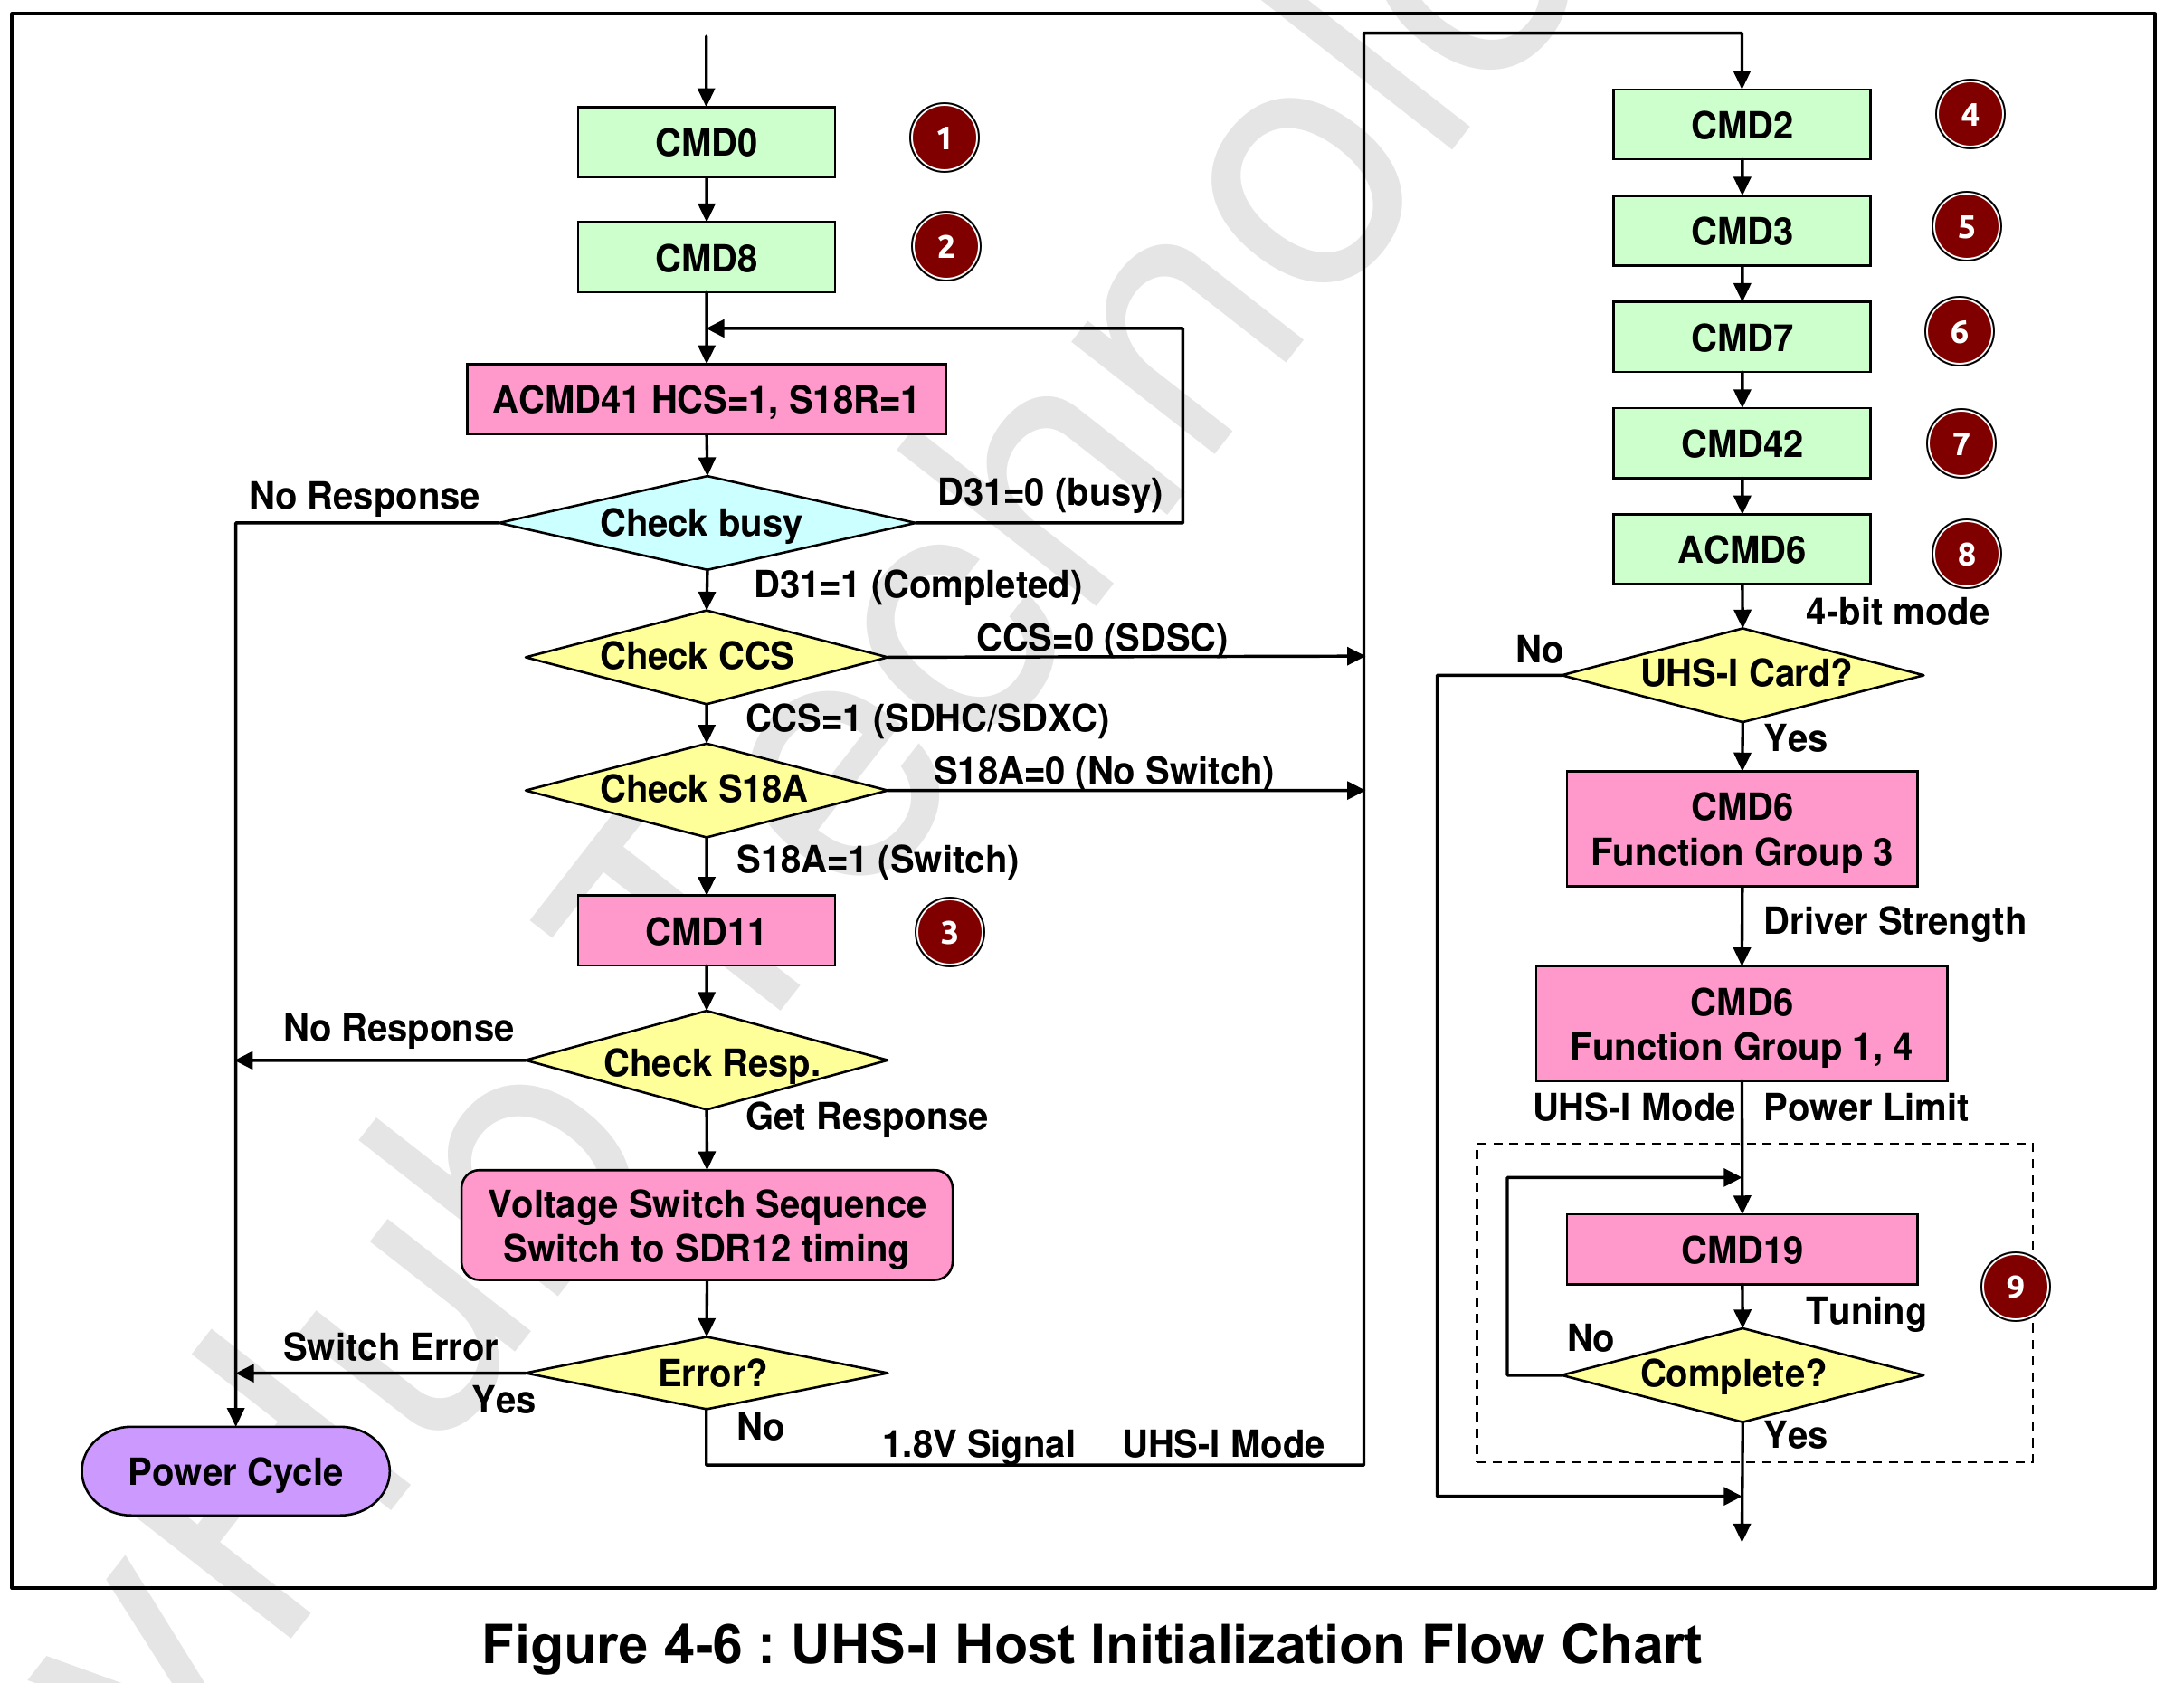 CMD0
1
CMD8
2
ACMD41 HCS=1, S18R=1
No Response
Check busy
D31=0 (busy)
D31=1 (Completed)
Check CCS
CCS=0 (SDSC)
CCS=1 (SDHC/SDXC)
Check S18A
S18A=0 (No Switch)
S18A=1 (Switch)
CMD11
3
No Response
Check Resp.
Get Response
Voltage Switch Sequence
Switch to SDR12 timing
Switch Error
Error?
Yes
No
1.8V Signal UHS-I Mode
Power Cycle
CMD2
4
CMD3
5
CMD7
6
CMD42
7
ACMD6
8
4-bit mode
No
UHS-I Card?
Yes
CMD6
Function Group 3
Driver Strength
CMD6
Function Group 1, 4
UHS-I Mode Power Limit
CMD19
9
Tuning
No
Complete?
Yes
Figure 4-6 : UHS-I Host Initialization Flow Chart